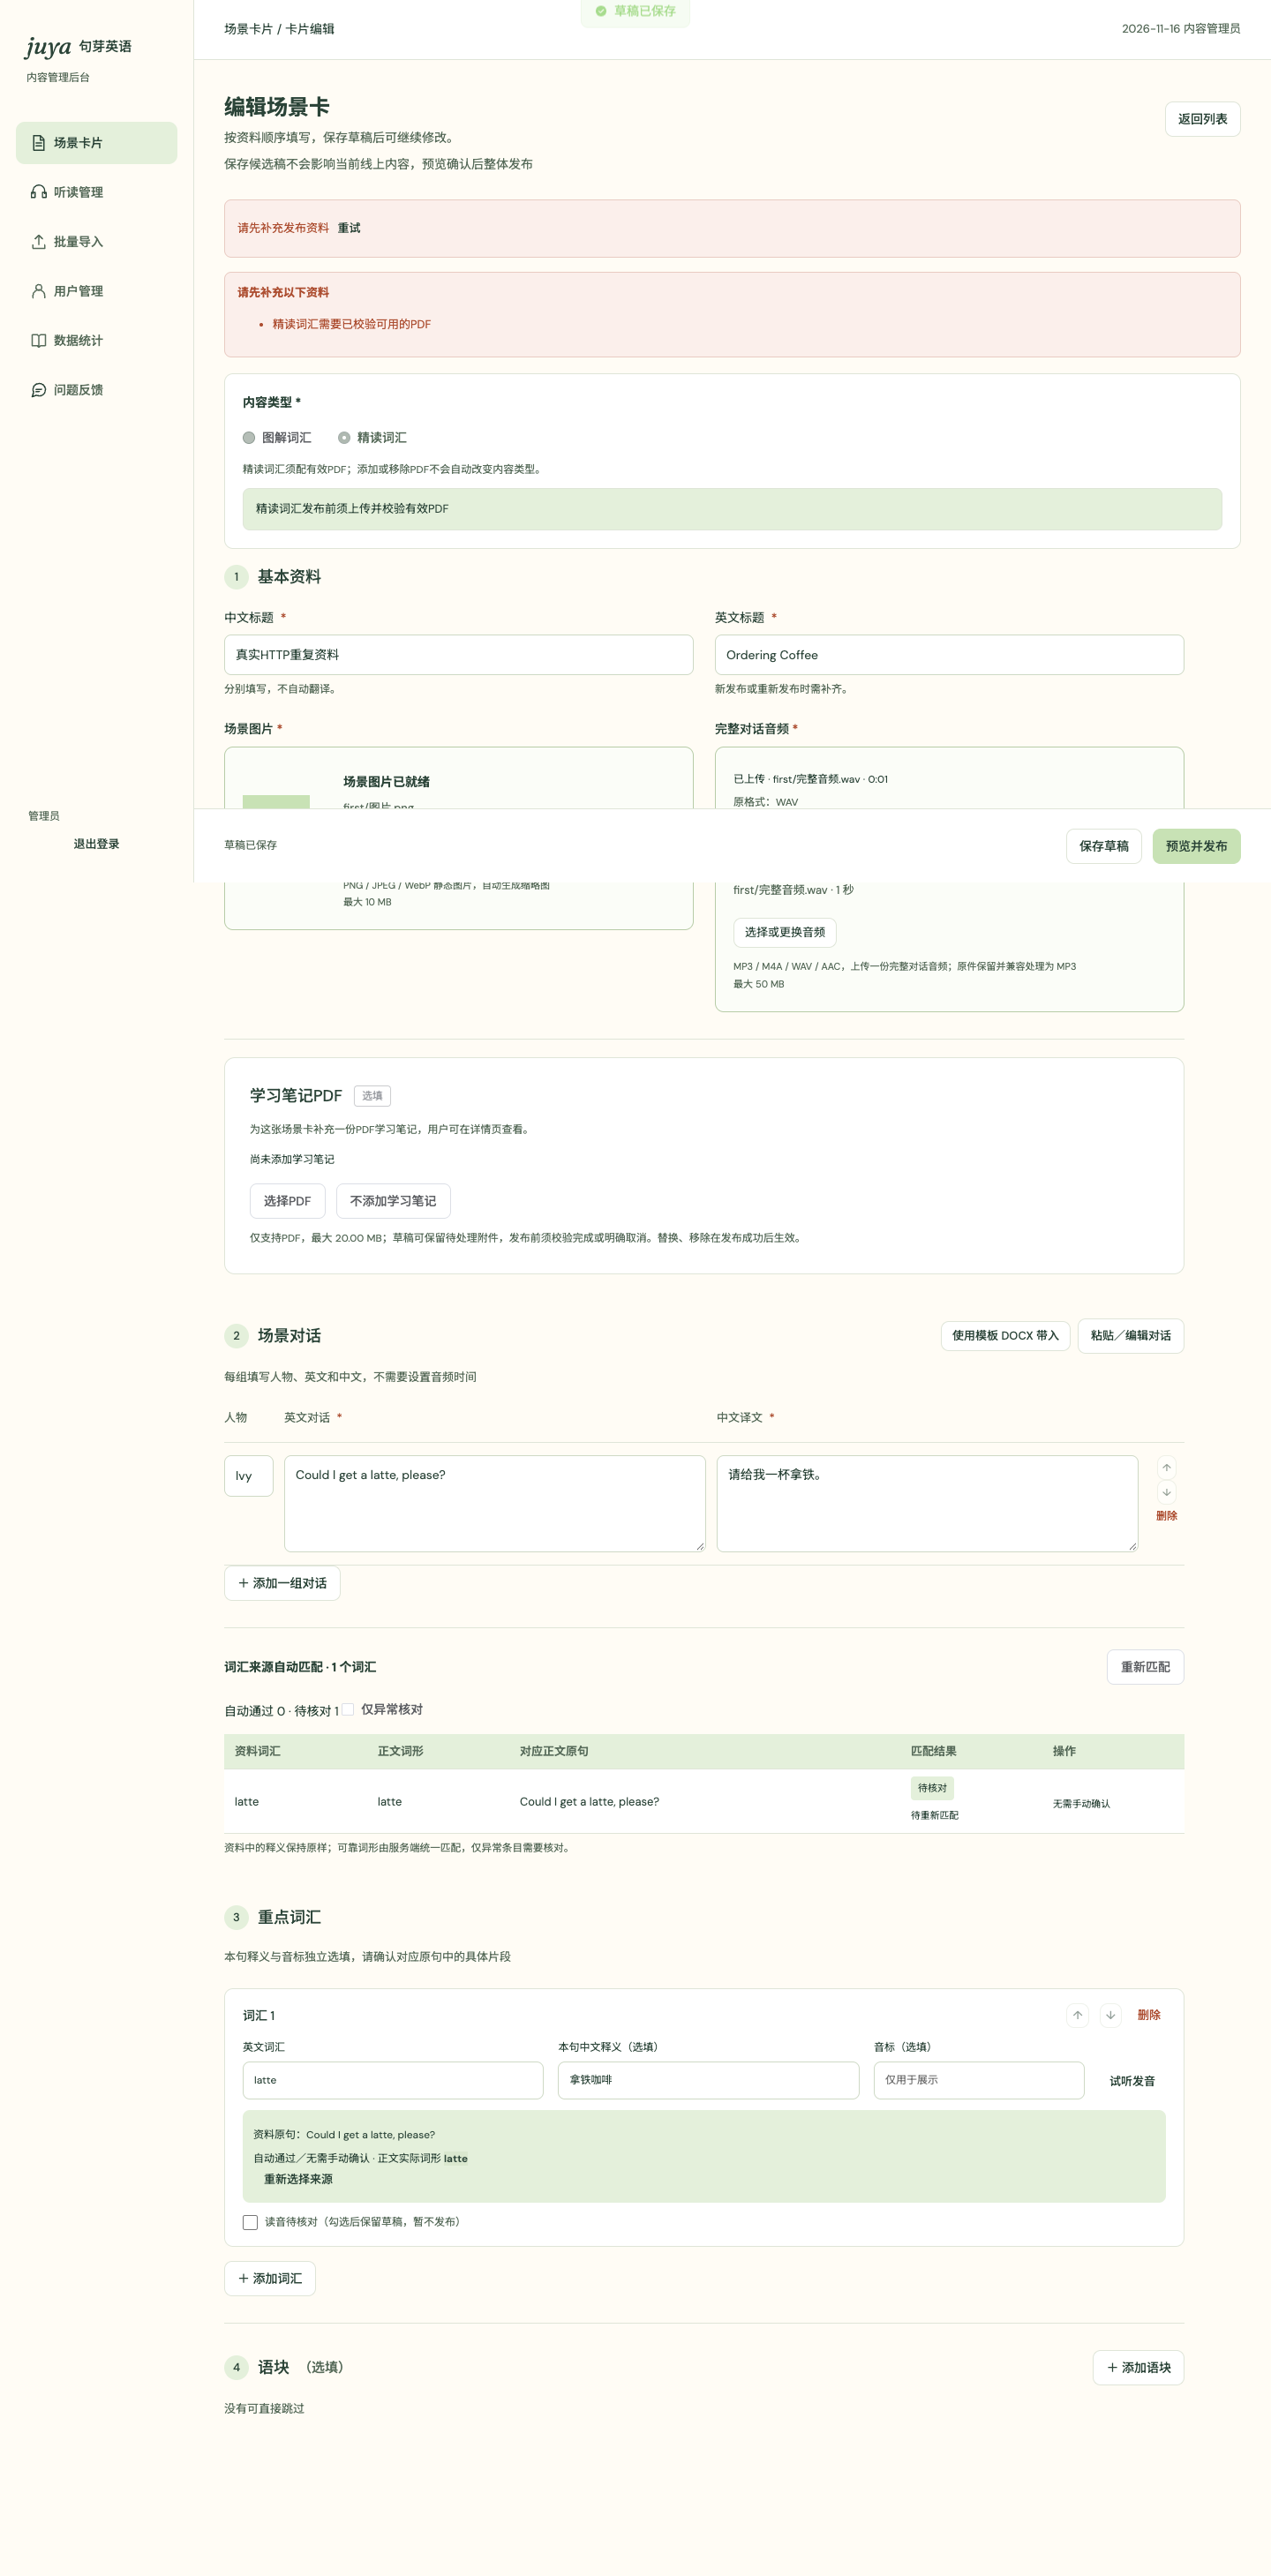 juya 句芽英语
内容管理后台
场景卡片
听读管理
批量导入
用户管理
数据统计
问题反馈
管理员
退出登录
草稿已保存
场景卡片 / 卡片编辑
2026-11-16 内容管理员
编辑场景卡
按资料顺序填写，保存草稿后可继续修改。
保存候选稿不会影响当前线上内容，预览确认后整体发布
返回列表
请先补充发布资料 重试
请先补充以下资料
• 精读词汇需要已校验可用的PDF
内容类型 *
图解词汇 精读词汇
精读词汇须配有效PDF；添加或移除PDF不会自动改变内容类型。
精读词汇发布前须上传并校验有效PDF
1 基本资料
中文标题 *
真实HTTP重复资料
分别填写，不自动翻译。
英文标题 *
Ordering Coffee
新发布或重新发布时需补齐。
场景图片 *
场景图片已就绪
first/图片.png
完整对话音频 *
已上传 · first/完整音频.wav · 0:01
原格式：WAV
草稿已保存
保存草稿
预览并发布
PNG / JPEG / WebP 静态图片，自动生成缩略图
最大 10 MB
first/完整音频.wav · 1 秒
选择或更换音频
MP3 / M4A / WAV / AAC，上传一份完整对话音频；原件保留并兼容处理为 MP3
最大 50 MB
学习笔记PDF 选填
为这张场景卡补充一份PDF学习笔记，用户可在详情页查看。
尚未添加学习笔记
选择PDF 不添加学习笔记
仅支持PDF，最大 20.00 MB；草稿可保留待处理附件，发布前须校验完成或明确取消。替换、移除在发布成功后生效。
2 场景对话
使用模板 DOCX 带入 粘贴／编辑对话
每组填写人物、英文和中文，不需要设置音频时间
人物 英文对话 * 中文译文 *
Ivy Could I get a latte, please? 请给我一杯拿铁。
删除
＋ 添加一组对话
词汇来源自动匹配 · 1 个词汇
重新匹配
自动通过 0 · 待核对 1 仅异常核对
资料词汇 正文词形 对应正文原句 匹配结果 操作
latte latte Could I get a latte, please? 待核对 无需手动确认
待重新匹配
资料中的释义保持原样；可靠词形由服务端统一匹配，仅异常条目需要核对。
3 重点词汇
本句释义与音标独立选填，请确认对应原句中的具体片段
词汇 1
删除
英文词汇 本句中文释义（选填） 音标（选填）
latte 拿铁咖啡 仅用于展示 试听发音
资料原句：Could I get a latte, please?
自动通过／无需手动确认 · 正文实际词形 latte
重新选择来源
读音待核对（勾选后保留草稿，暂不发布）
＋ 添加词汇
4 语块 （选填）
＋ 添加语块
没有可直接跳过